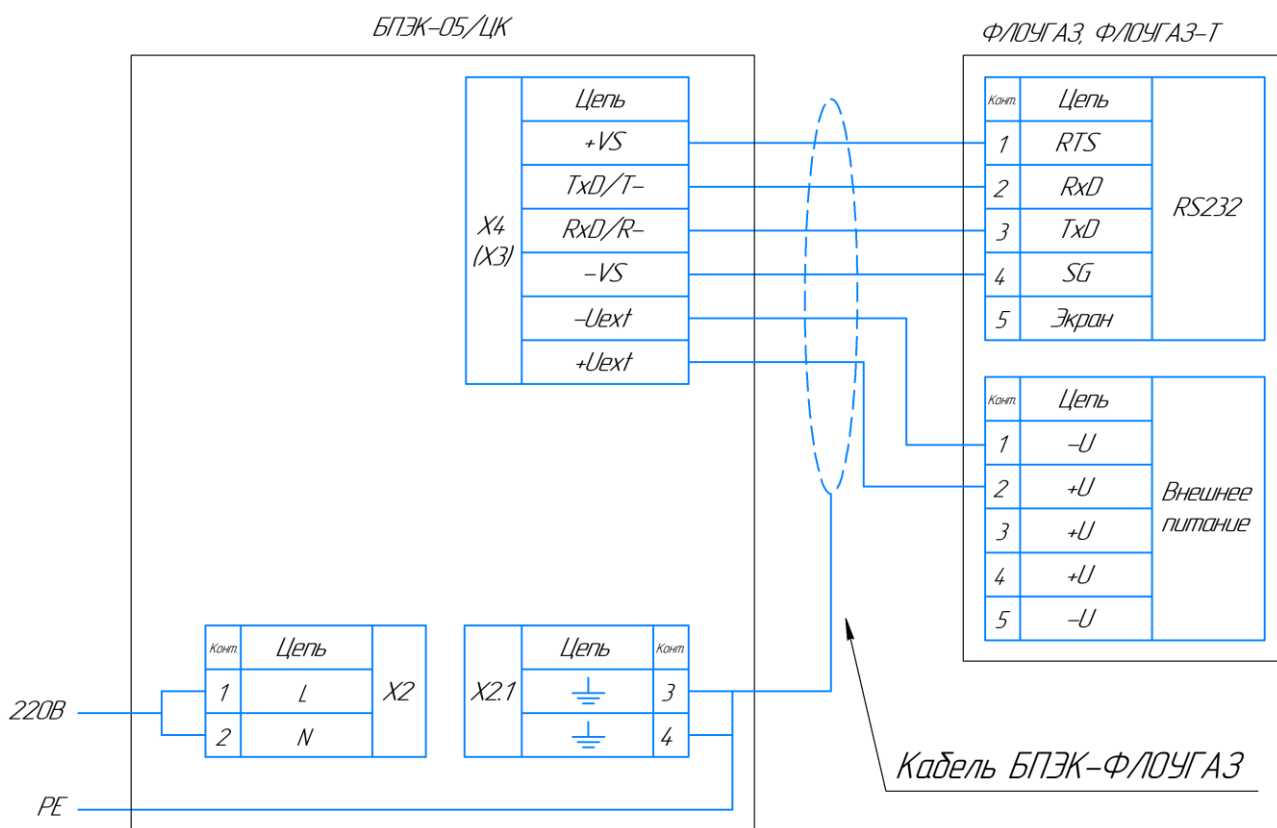 БПЭК-05/ЦК
ФЛОУГАЗ, ФЛОУГАЗ-Т
X4
(X3)
Цепь
+VS
TxD/T-
RxD/R-
-VS
-Uext
+Uext
Конт. Цепь
1 RTS
2 RxD
3 TxD
4 SG
5 Экран
RS232
Конт. Цепь
1 -U
2 +U
3 +U
4 +U
5 -U
Внешнее
питание
220В
PE
Конт. Цепь
1 L
2 N
X2
X2.1
Цепь Конт.
3
4
Кабель БПЭК-ФЛОУГАЗ